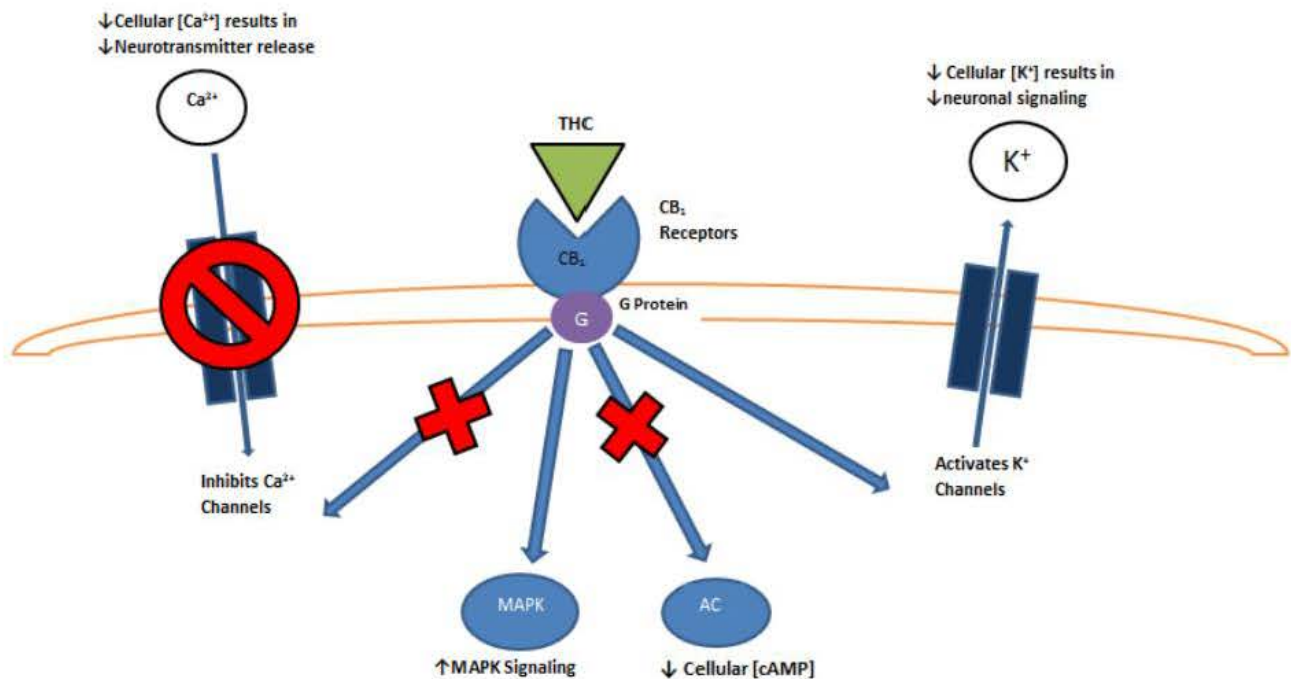 ↓Cellular [Ca²⁺] results in
↓Neurotransmitter release
Ca²⁺
↓ Cellular [K⁺] results in
↓neuronal signaling
K⁺
THC
CB₁
Receptors
CB₁
G Protein
G
Inhibits Ca²⁺
Channels
Activates K⁺
Channels
MAPK
AC
↑MAPK Signaling
↓ Cellular [cAMP]